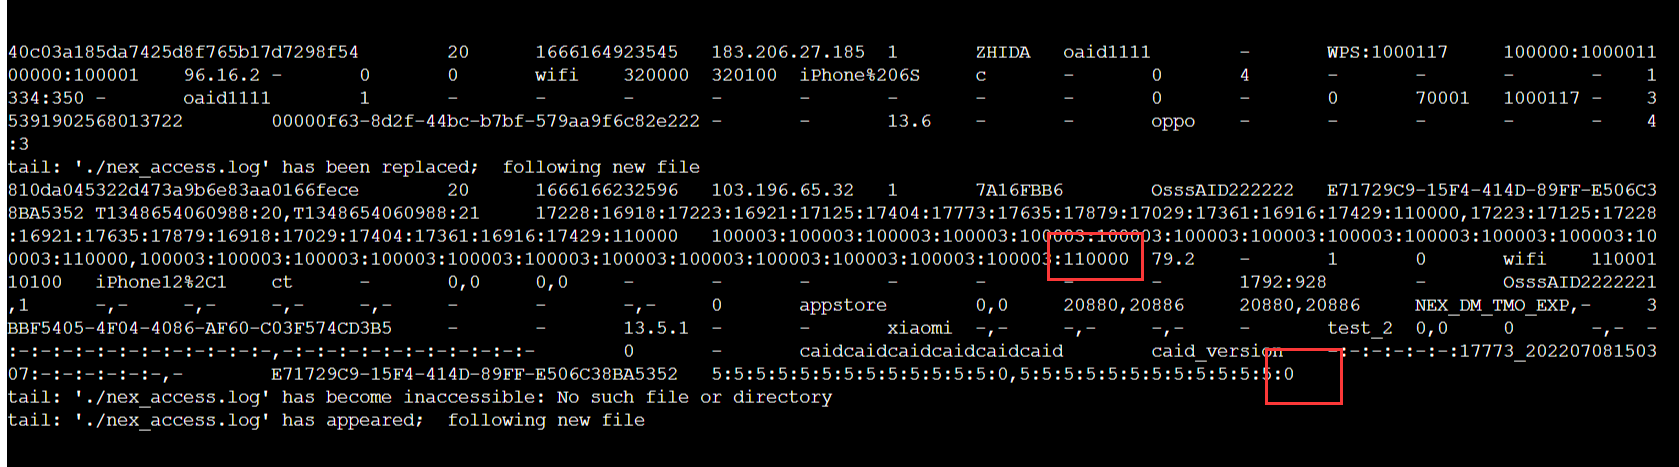 40c03a185da7425d8f765b17d7298f54        20      1666164923545   183.206.27.185  1       ZHIDA   oaid1111        -       WPS:1000117     100000:1000011
00000:100001    96.16.2 -       0       0       wifi    320000  320100  iPhone%206S     c       -       0       4       -       -       -       -       1
334:350 -       oaid1111        1       -       -       -       -       -       -       -       0       -       0       70001   1000117 -       3
5391902568013722        00000f63-8d2f-44bc-b7bf-579aa9f6c82e222 -       -       13.6    -       -       oppo    -       -       -       -       4
:3
tail: './nex_access.log' has been replaced;  following new file
810da045322d473a9b6e83aa0166fece        20      1666166232596   103.196.65.32   1       7A16FBB6        OsssAID222222   E71729C9-15F4-414D-89FF-E506C3
8BA5352 T1348654060988:20,T1348654060988:21     17228:16918:17223:16921:17125:17404:17773:17635:17879:17029:17361:16916:17429:110000,17223:17125:17228
:16921:17635:17879:16918:17029:17404:17361:16916:17429:110000   100003:100003:100003:100003:100003:100003:100003:100003:100003:100003:100003:10
0003:110000,100003:100003:100003:100003:100003:100003:100003:100003:100003:100003:100003:110000 79.2    -       1       0       wifi    110001
10100   iPhone12%2C1    ct      -       0,0     0,0     -       -       -       -       -       -       -       1792:928        -       OsssAID2222221
,1      -,-     -,-     -,-     -,-     -       -       -,-     0       appstore        0,0     20880,20886     20880,20886     NEX_DM_TMO_EXP,-        3
BBF5405-4F04-4086-AF60-C03F574CD3B5     -       -       13.5.1  -       -       xiaomi  -,-     -,-     -,-     -       test_2  0,0     0       -,-     -
:-:-:-:-:-:-:-:-:-:-:-:-,-:-:-:-:-:-:-:-:-:-:-:-        0       -       caidcaidcaidcaidcaidcaid        caid_version    -:-:-:-:-:-:17773_202207081503
07:-:-:-:-:-:-,-        E71729C9-15F4-414D-89FF-E506C38BA5352   5:5:5:5:5:5:5:5:5:5:5:5:5:0,5:5:5:5:5:5:5:5:5:5:5:5:0
tail: './nex_access.log' has become inaccessible: No such file or directory
tail: './nex_access.log' has appeared;  following new file